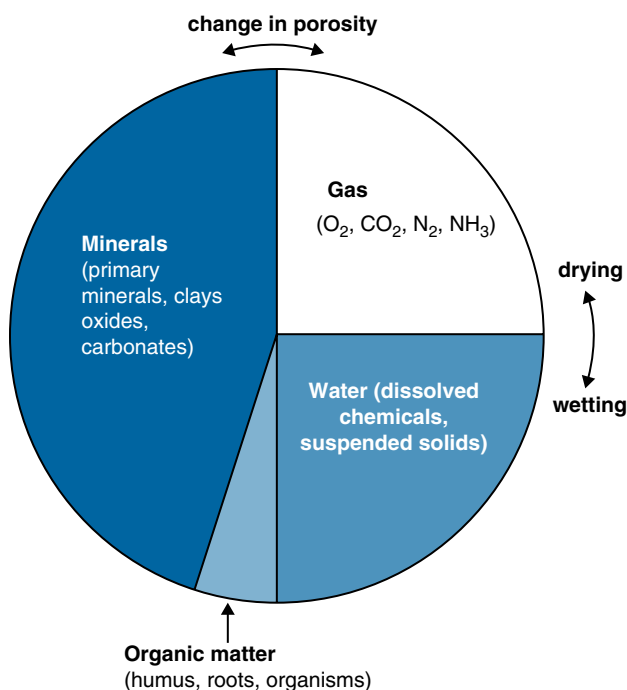 change in porosity
Gas
(O₂, CO₂, N₂, NH₃)
Minerals
(primary
minerals, clays
oxides,
carbonates)
drying
wetting
Water (dissolved
chemicals,
suspended solids)
Organic matter
(humus, roots, organisms)